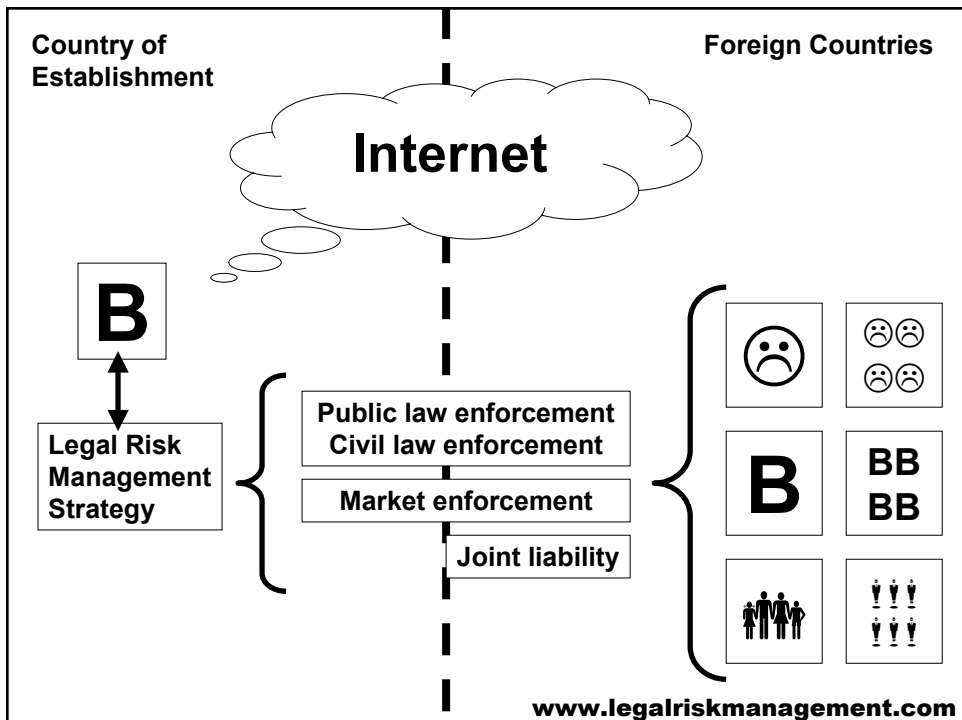 Country of
Establishment
Foreign Countries
Internet
B
Legal Risk
Management
Strategy
Public law enforcement
Civil law enforcement
Market enforcement
Joint liability
B
BB
BB
www.legalriskmanagement.com